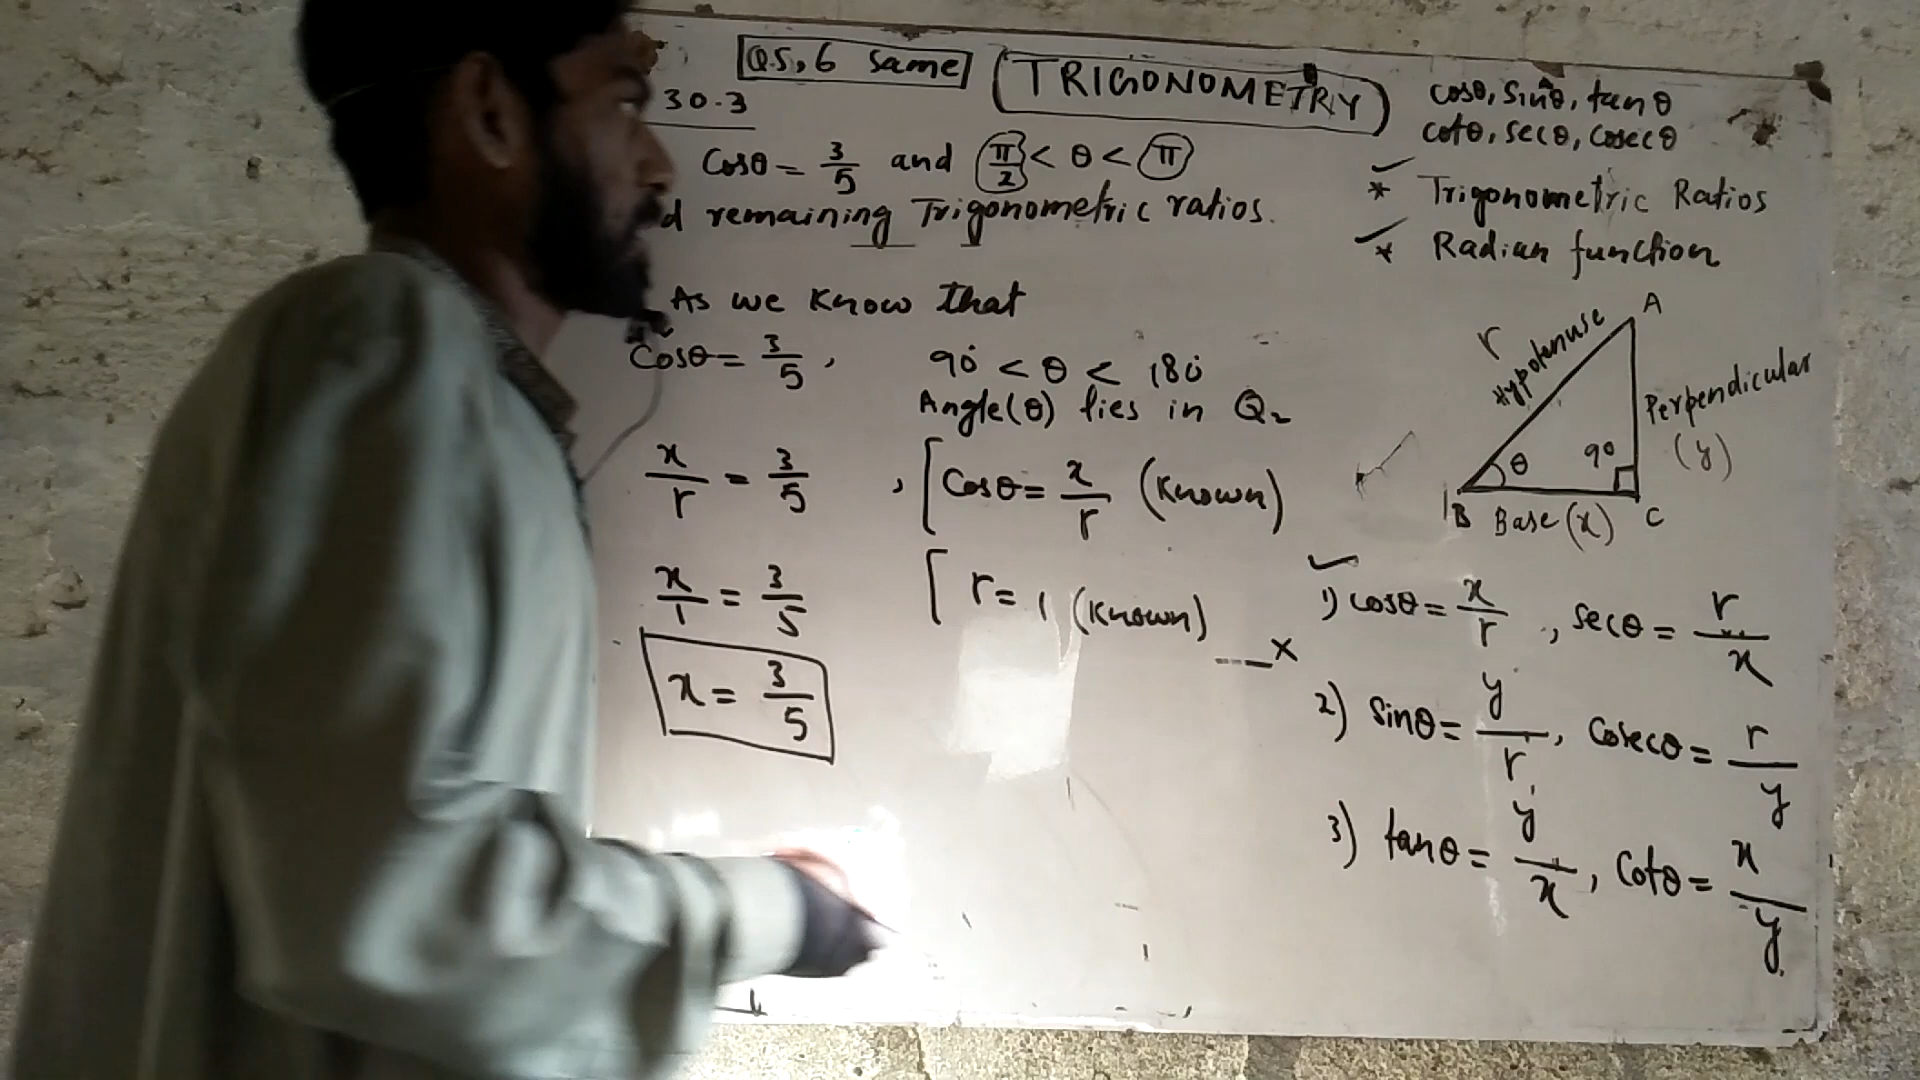 Q.5, 6 Same
TRIGONOMETRY
30.3
cosθ, Sinθ, tanθ
cotθ, secθ, cosecθ
Cosθ = 3/5 and π/2 < θ < π
d remaining Trigonometric ratios.
* Trigonometric Ratios
* Radian function
As we know that
Cosθ = 3/5, 90° < θ < 180°
Angle(θ) lies in Q₂
x/r = 3/5 , [Cosθ = x/r (Known)
x/1 = 3/5 [r = 1 (Known)
x = 3/5
A
r
Hypotenuse
Perpendicular
(y)
θ 90
B Base (x) C
1) cosθ = x/r , secθ = r/x
2) Sinθ = y/r , Cosecθ = r/y
3) tanθ = y/x , Cotθ = x/y